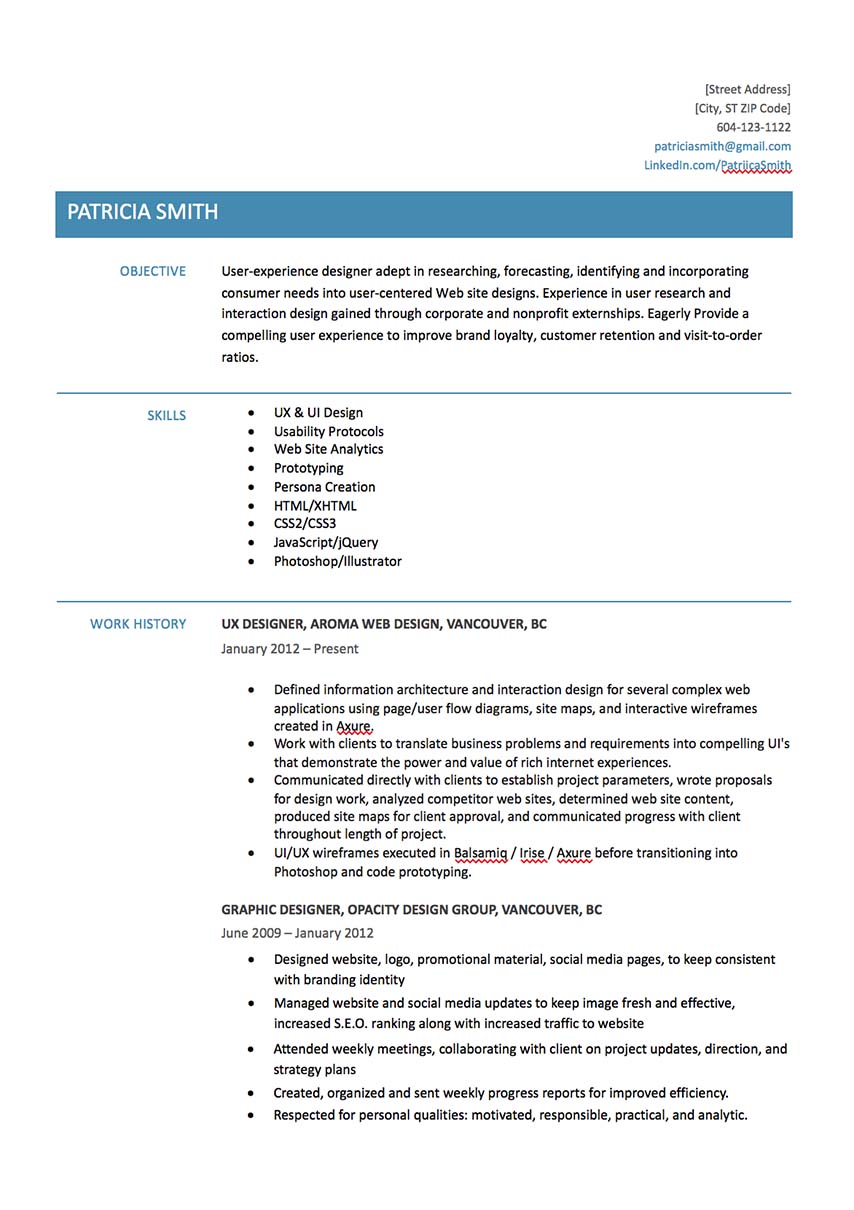 [Street Address]
[City, ST ZIP Code]
604-123-1122
patriciasmith@gmail.com
LinkedIn.com/PatriicaSmith
PATRICIA SMITH
OBJECTIVE
User-experience designer adept in researching, forecasting, identifying and incorporating
consumer needs into user-centered Web site designs. Experience in user research and
interaction design gained through corporate and nonprofit externships. Eagerly Provide a
compelling user experience to improve brand loyalty, customer retention and visit-to-order
ratios.
SKILLS
• UX & UI Design
• Usability Protocols
• Web Site Analytics
• Prototyping
• Persona Creation
• HTML/XHTML
• CSS2/CSS3
• JavaScript/jQuery
• Photoshop/Illustrator
WORK HISTORY
UX DESIGNER, AROMA WEB DESIGN, VANCOUVER, BC
January 2012 – Present
• Defined information architecture and interaction design for several complex web
applications using page/user flow diagrams, site maps, and interactive wireframes
created in Axure.
• Work with clients to translate business problems and requirements into compelling UI's
that demonstrate the power and value of rich internet experiences.
• Communicated directly with clients to establish project parameters, wrote proposals
for design work, analyzed competitor web sites, determined web site content,
produced site maps for client approval, and communicated progress with client
throughout length of project.
• UI/UX wireframes executed in Balsamiq / Irise / Axure before transitioning into
Photoshop and code prototyping.
GRAPHIC DESIGNER, OPACITY DESIGN GROUP, VANCOUVER, BC
June 2009 – January 2012
• Designed website, logo, promotional material, social media pages, to keep consistent
with branding identity
• Managed website and social media updates to keep image fresh and effective,
increased S.E.O. ranking along with increased traffic to website
• Attended weekly meetings, collaborating with client on project updates, direction, and
strategy plans
• Created, organized and sent weekly progress reports for improved efficiency.
• Respected for personal qualities: motivated, responsible, practical, and analytic.